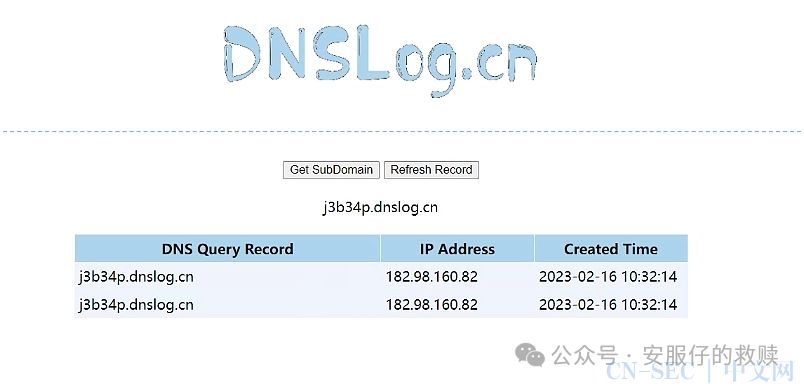 DNSLog.cn
Get SubDomain Refresh Record
j3b34p.dnslog.cn
DNS Query Record IP Address Created Time
j3b34p.dnslog.cn 182.98.160.82 2023-02-16 10:32:14
j3b34p.dnslog.cn 182.98.160.82 2023-02-16 10:32:14
公众号 · 安服仔的救赎
CN-SEC | 中文网